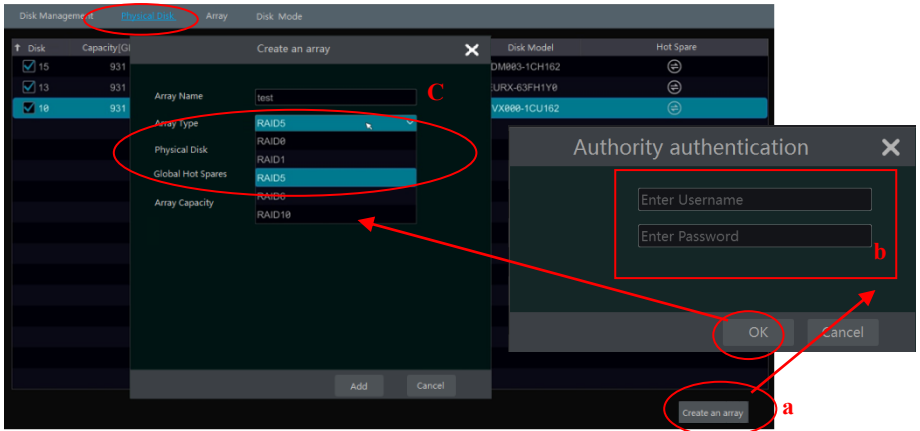 Disk Management Physical Disk Array Disk Mode
Disk Capacity[GB Disk Model Hot Spare
15 931 DM003-1CH162
13 931 EURX-63FH1Y0
10 931 VX000-1CU162
Create an array
Array Name test
Array Type RAID5
RAID0
Physical Disk
RAID1
Global Hot Spares RAID5
RAID6
Array Capacity
RAID10
Add Cancel
C
Authority authentication
Enter Username
Enter Password
b
OK Cancel
Create an array
a